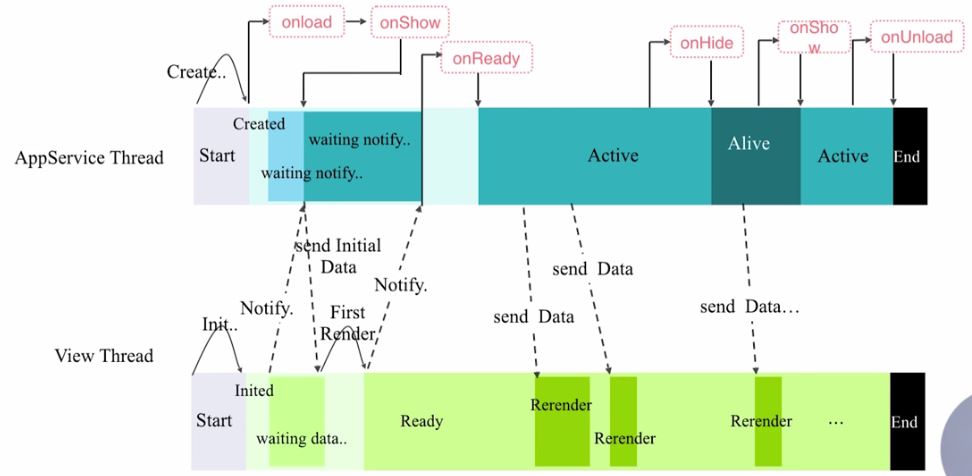 onload
onShow
onReady
onHide
onSho
w
onUnload
Create..
Created
AppService Thread
Start
waiting notify..
waiting notify..
Active
Alive
Active
End
send Initial
Data
Notify.
send Data
Notify.
First
Render
send Data
send Data…
Init..
View Thread
Inited
Start
waiting data..
Ready
Rerender
Rerender
Rerender
...
End